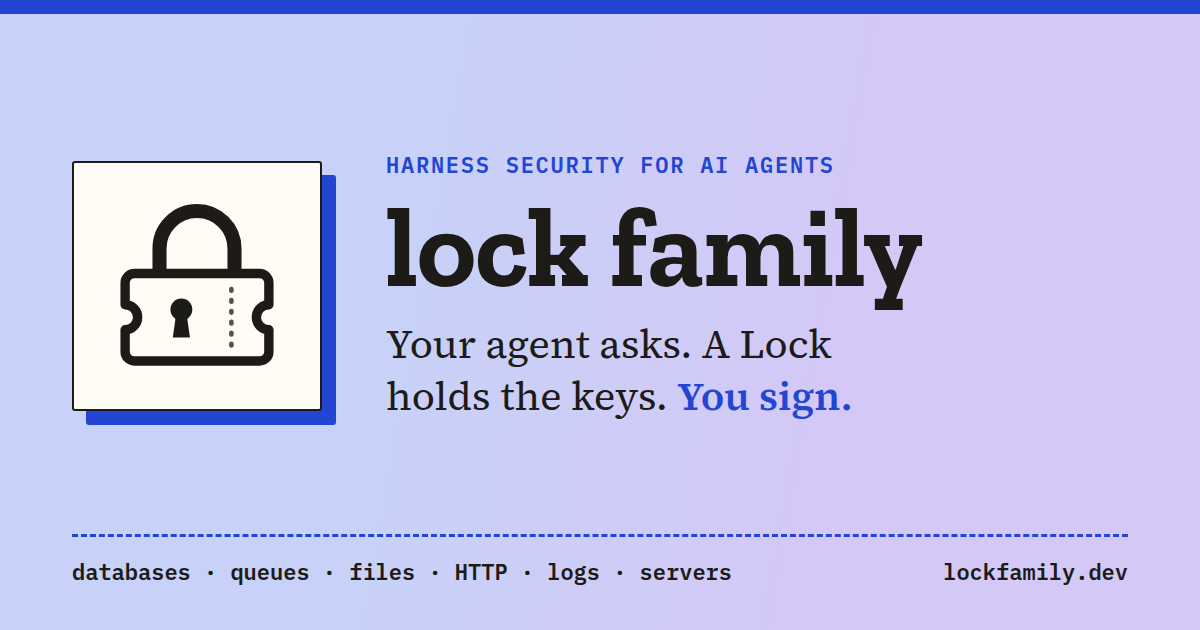 HARNESS SECURITY FOR AI AGENTS
lock family
Your agent asks. A Lock
holds the keys. You sign.
databases · queues · files · HTTP · logs · servers
lockfamily.dev